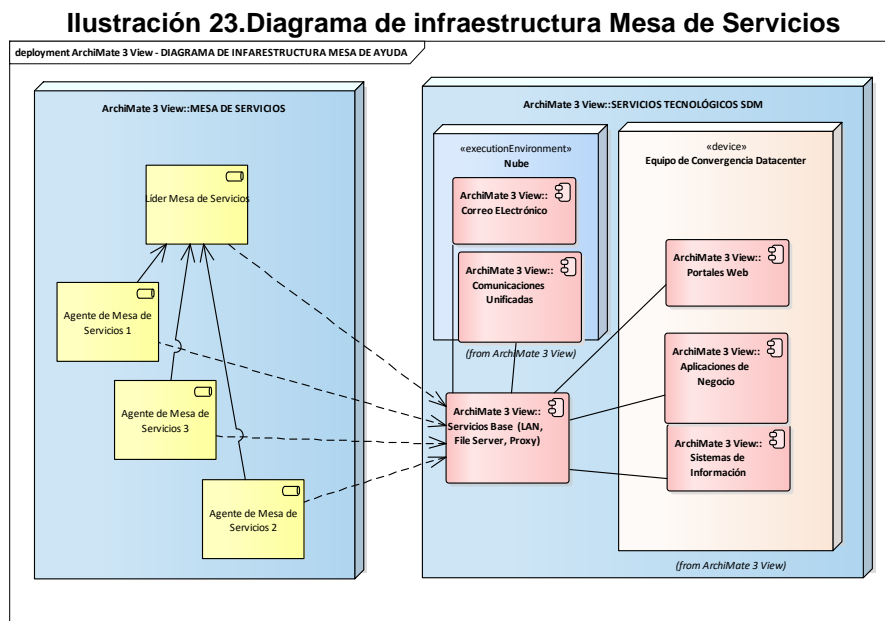 Ilustración 23.Diagrama de infraestructura Mesa de Servicios
deployment ArchiMate 3 View - DIAGRAMA DE INFARESTRUCTURA MESA DE AYUDA
ArchiMate 3 View::MESA DE SERVICIOS
Líder Mesa de Servicios
Agente de Mesa de
Servicios 1
Agente de Mesa de
Servicios 3
Agente de Mesa de
Servicios 2
ArchiMate 3 View::SERVICIOS TECNOLÓGICOS SDM
«executionEnvironment»
Nube
ArchiMate 3 View::
Correo ELectrónico
ArchiMate 3 View::
Comunicaciones
Unificadas
(from ArchiMate 3 View)
ArchiMate 3 View::
Servicios Base (LAN,
File Server, Proxy)
«device»
Equipo de Convergencia Datacenter
ArchiMate 3 View::
Portales Web
ArchiMate 3 View::
Aplicaciones de
Negocio
ArchiMate 3 View::
Sistemas de
Información
(from ArchiMate 3 View)